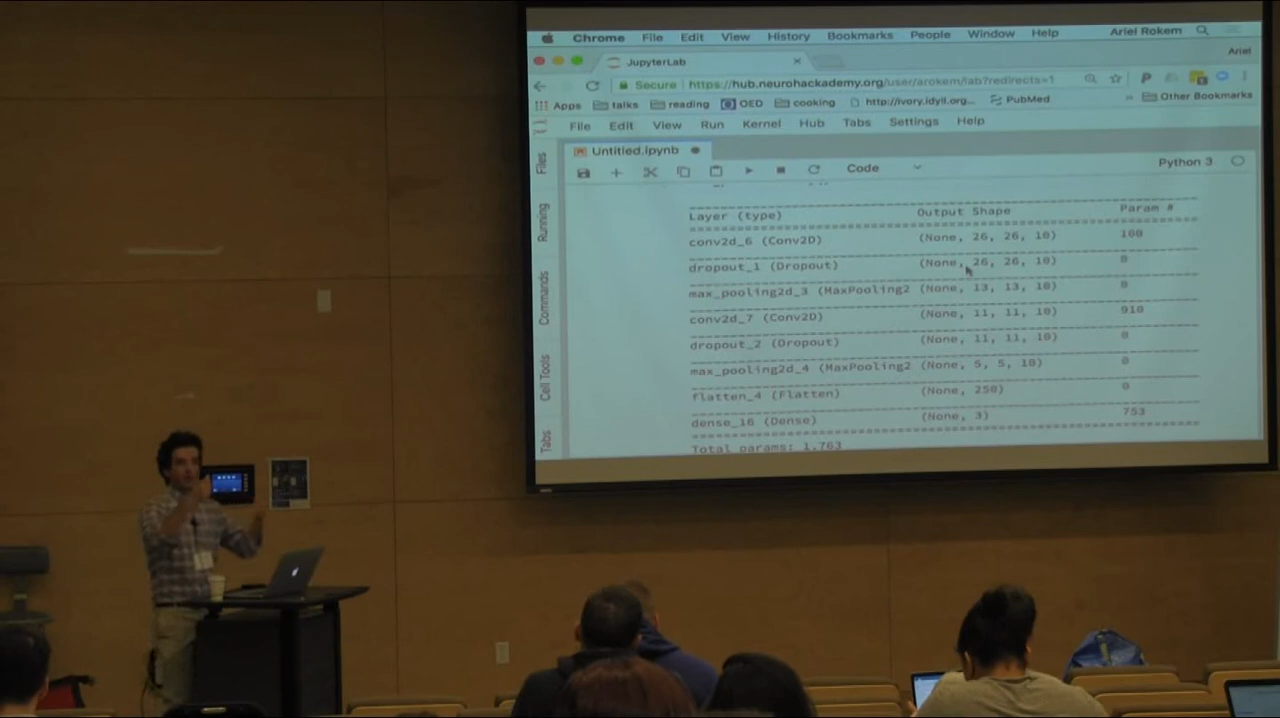 Chrome File Edit View History Bookmarks People Window Help Ariel Rokem
JupyterLab Ariel
Secure https://hub.neurohackademy.org/user/arokem/lab?redirects=1
Apps talks reading OED cooking http://ivory.idyll.org... PubMed » Other Bookmarks
File Edit View Run Kernel Hub Tabs Settings Help
Files
Running
Commands
Cell Tools
Tabs
Untitled.ipynb
Code Python 3
Layer (type) Output Shape Param #
conv2d_6 (Conv2D) (None, 26, 26, 10) 100
dropout_1 (Dropout) (None, 26, 26, 10) 0
max_pooling2d_3 (MaxPooling2 (None, 13, 13, 10) 0
conv2d_7 (Conv2D) (None, 11, 11, 10) 910
dropout_2 (Dropout) (None, 11, 11, 10) 0
max_pooling2d_4 (MaxPooling2 (None, 5, 5, 10) 0
flatten_4 (Flatten) (None, 250) 0
dense_16 (Dense) (None, 3) 753
Total params: 1,763